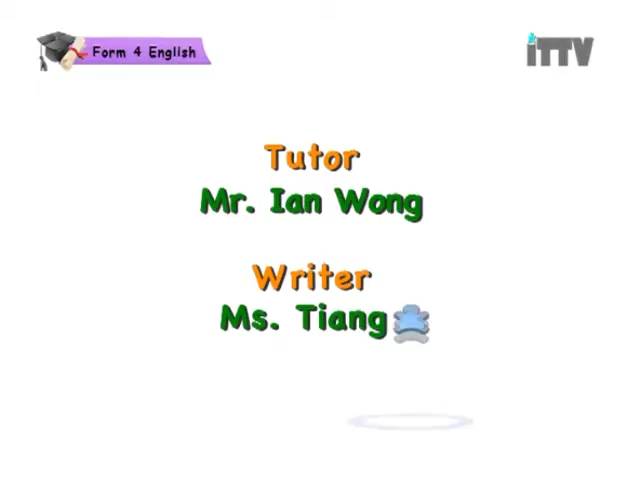 Form 4 English
iTTV
Tutor
Mr. Ian Wong
Writer
Ms. Tiang